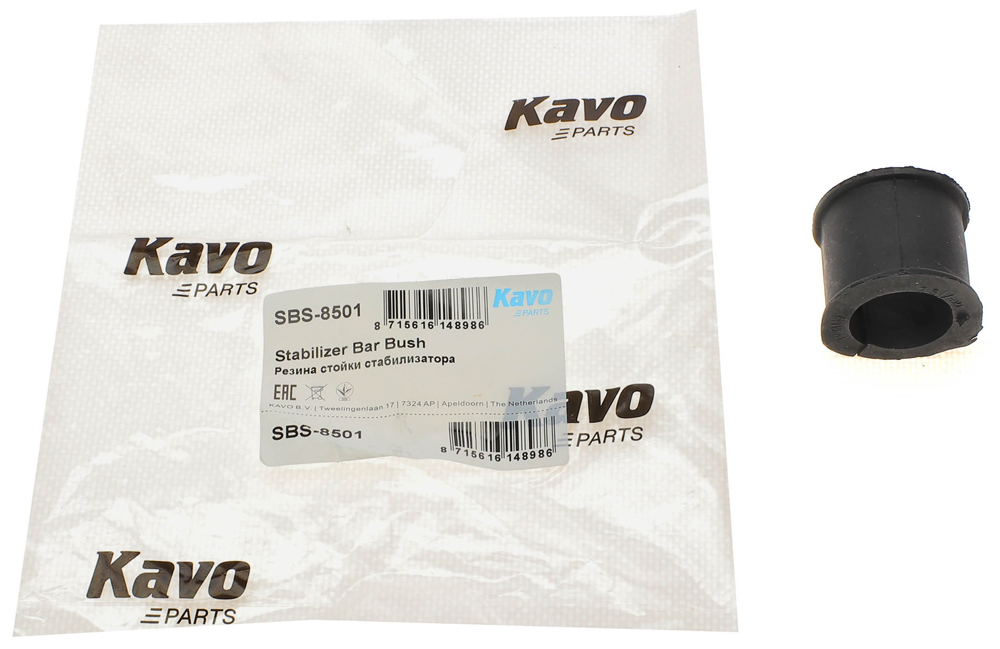 Kavo
PARTS
Kavo
PARTS
SBS-8501
8 715616 148986
Kavo
PARTS
Stabilizer Bar Bush
Резина стойки стабилизатора
EAC
KAVO B.V. | Tweelingenlaan 17 | 7324 AP | Apeldoorn | The Netherlands
SBS-8501
8 715616 148986
Kavo
PARTS
Kavo
PARTS